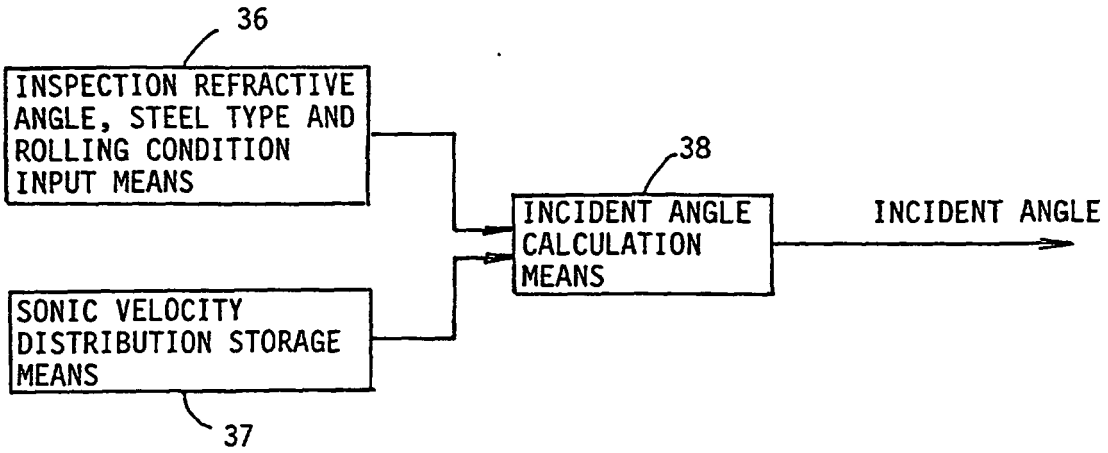 36
INSPECTION REFRACTIVE
ANGLE, STEEL TYPE AND
ROLLING CONDITION
INPUT MEANS
38
INCIDENT ANGLE
CALCULATION
MEANS
INCIDENT ANGLE
SONIC VELOCITY
DISTRIBUTION STORAGE
MEANS
37